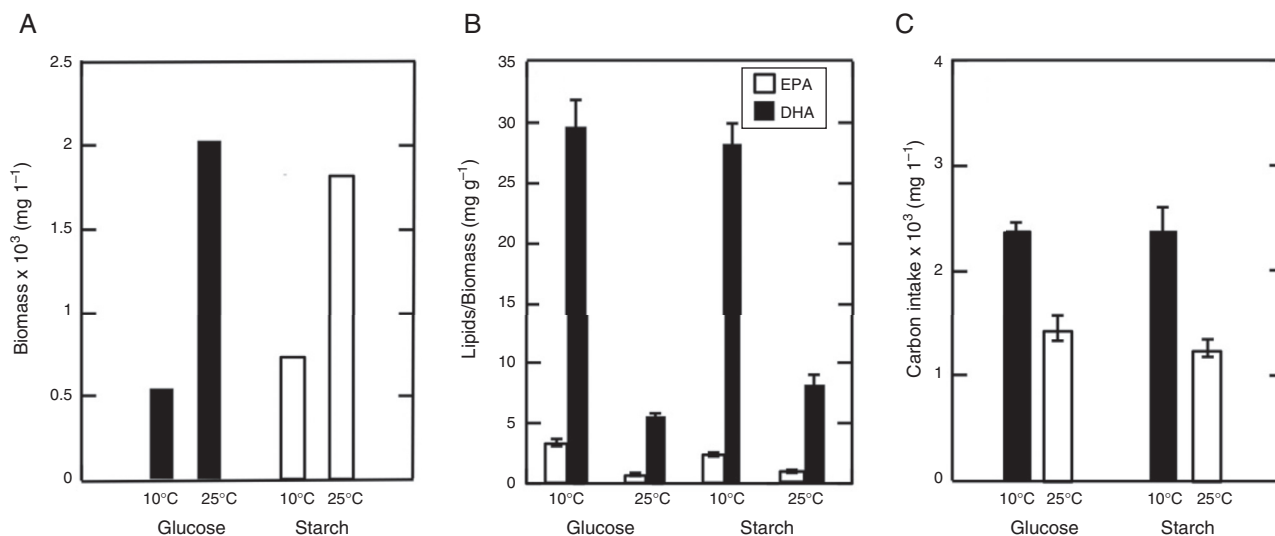 A
Biomass x 10³ (mg 1⁻¹)
2.5
2
1.5
1
0.5
0
10°C 25°C 10°C 25°C
Glucose Starch
B
Lipids/Biomass (mg g⁻¹)
35
30
25
20
15
10
5
0
EPA
DHA
10°C 25°C 10°C 25°C
Glucose Starch
C
Carbon intake x 10³ (mg 1⁻¹)
4
3
2
1
0
10°C 25°C 10°C 25°C
Glucose Starch